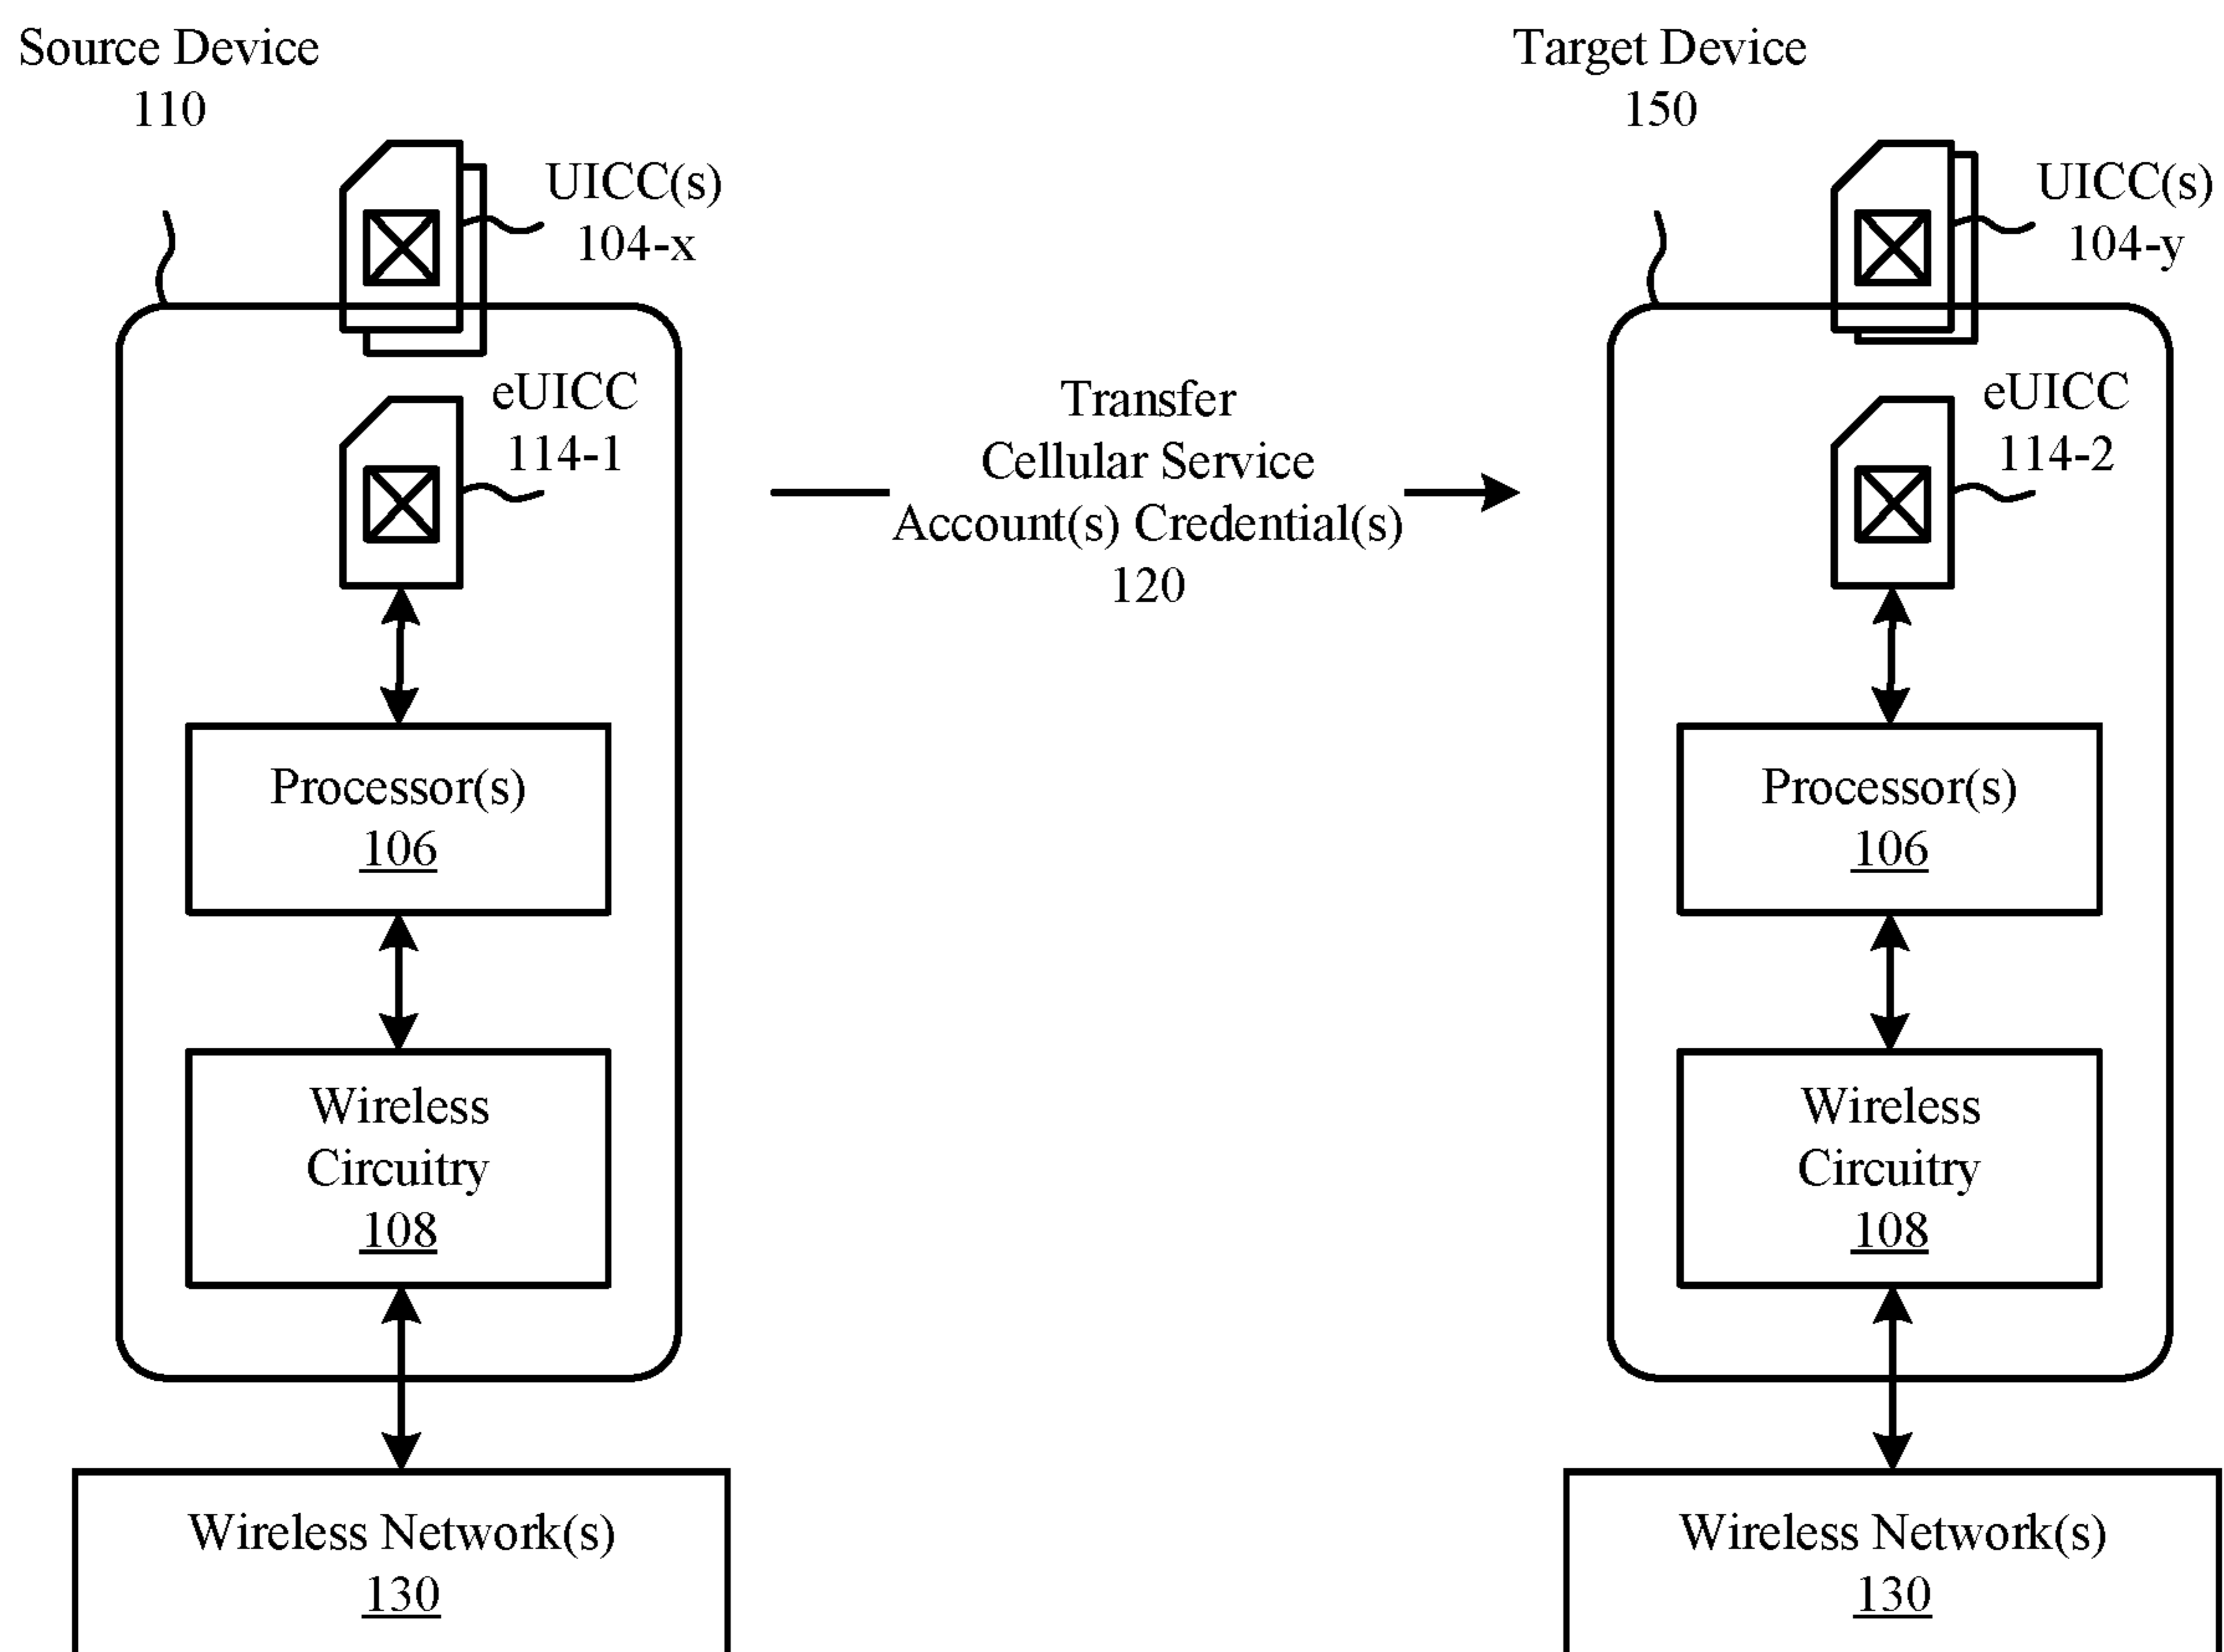 Source Device
110
UICC(s)
104-x
eUICC
114-1
Processor(s)
106
Wireless
Circuitry
108
Wireless Network(s)
130
Transfer
Cellular Service
Account(s) Credential(s)
120
Target Device
150
UICC(s)
104-y
eUICC
114-2
Processor(s)
106
Wireless
Circuitry
108
Wireless Network(s)
130